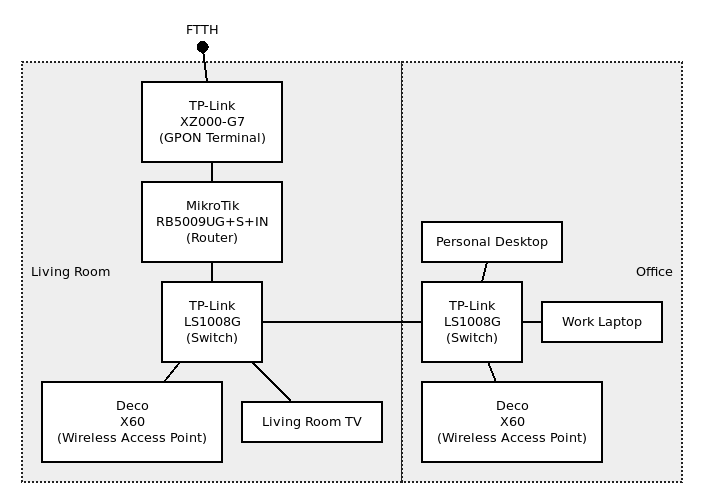 FTTH
TP-Link
XZ000-G7
(GPON Terminal)
MikroTik
RB5009UG+S+IN
(Router)
Living Room
TP-Link
LS1008G
(Switch)
Deco
X60
(Wireless Access Point)
Living Room TV
Personal Desktop
Office
TP-Link
LS1008G
(Switch)
Work Laptop
Deco
X60
(Wireless Access Point)